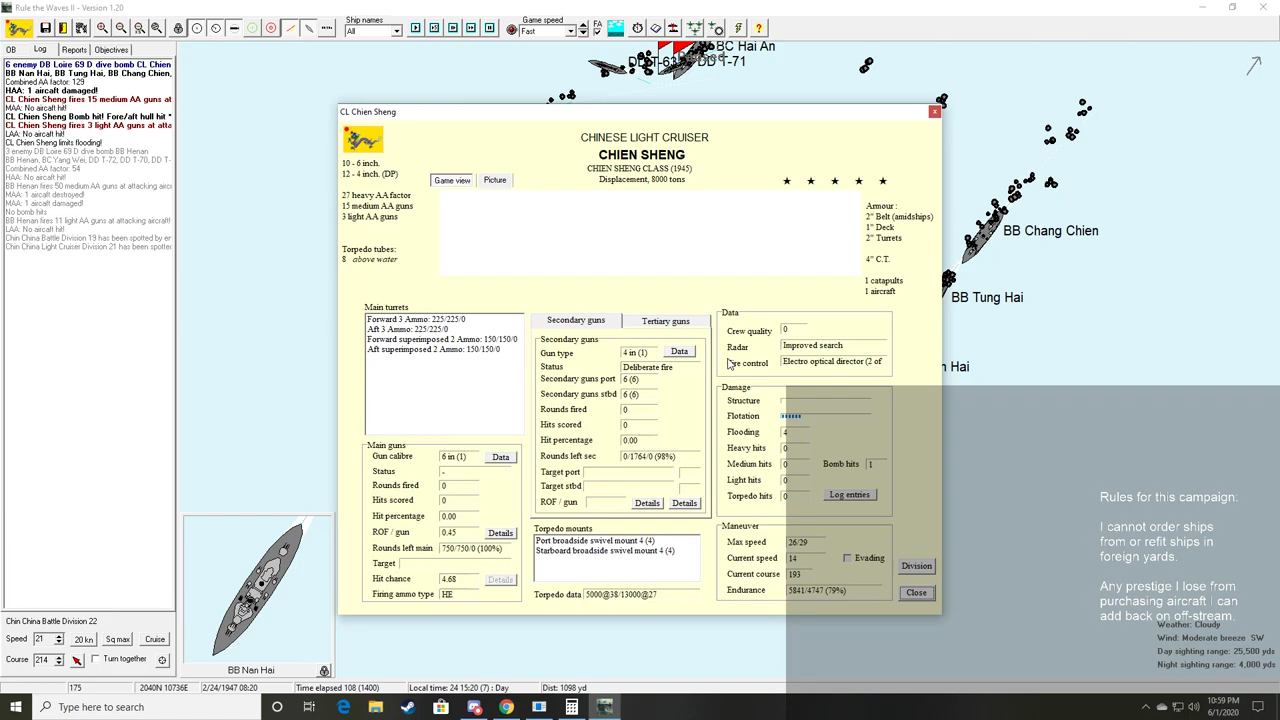 Rule the Waves II - Version 1.20
Ship names
All
Game speed
Fast
FA
OB
Log
Reports
Objectives
6 enemy DB Loire 69 D dive bomb CL Chien
BB Nan Hai, BB Tung Hai, BB Chang Chien,
Combined AA factor: 129
HAA: 1 aircaft damaged!
CL Chien Sheng fires 15 medium AA guns at
MAA: No aircaft hit!
CL Chien Sheng Bomb hit! Fore/aft hull hit *
CL Chien Sheng fires 3 light AA guns at atta
LAA: No aircaft hit!
CL Chien Sheng limits flooding!
3 enemy DB Loire 69 D dive bomb BB Henan
BB Henan, BC Yang Wei, DD T-72, DD T-70, DD T-
Combined AA factor: 54
HAA: No aircaft hit!
BB Henan fires 50 medium AA guns at attacking airc
MAA: 1 aircaft destroyed!
MAA: 1 aircaft damaged!
No bomb hits
BB Henan fires 11 light AA guns at attacking aircraft!
LAA: No aircaft hit!
Chin China Battle Division 19 has been spotted by en
Chin China Light Cruiser Division 21 has been spotte
BC Hai An
DD T-71
BB Chang Chien
BB Tung Hai
n Hai
CL Chien Sheng
CHINESE LIGHT CRUISER
CHIEN SHENG
CHIEN SHENG CLASS (1945)
Displacement, 8000 tons
10 - 6 inch.
12 - 4 inch. (DP)
27 heavy AA factor
15 medium AA guns
3 light AA guns
Torpedo tubes:
8 above water
Game view
Picture
Armour :
2" Belt (amidships)
1" Deck
2" Turrets
4" C.T.
1 catapults
1 aircraft
Main turrets
Forward 3 Ammo: 225/225/0
Aft 3 Ammo: 225/225/0
Forward superimposed 2 Ammo: 150/150/0
Aft superimposed 2 Ammo: 150/150/0
Main guns
Gun calibre 6 in (1) Data
Status -
Rounds fired 0
Hits scored 0
Hit percentage 0.00
ROF / gun 0.45 Details
Rounds left main 750/750/0 (100%)
Target
Hit chance 4.68 Details
Firing ammo type HE
Secondary guns
Tertiary guns
Secondary guns
Gun type 4 in (1) Data
Status Deliberate fire
Secondary guns port 6 (6)
Secondary guns stbd 6 (6)
Rounds fired 0
Hits scored 0
Hit percentage 0.00
Rounds left sec 0/1764/0 (98%)
Target port
Target stbd
ROF / gun Details Details
Torpedo mounts
Port broadside swivel mount 4 (4)
Starboard broadside swivel mount 4 (4)
Torpedo data 5000@38/13000@27
Data
Crew quality 0
Radar Improved search
Fire control Electro optical director (2 of
Damage
Structure
Flotation
Flooding 4
Heavy hits 0
Medium hits 0 Bomb hits 1
Light hits 0
Torpedo hits 0 Log entries
Maneuver
Max speed 26/29
Current speed 14 Evading
Current course 193
Endurance 5841/4747 (79%)
Division
Close
Rules for this campaign:
I cannot order ships
from or refit ships in
foreign yards.
Any prestige I lose from
purchasing aircraft I can
add back on off-stream.
Weather: Cloudy
Wind: Moderate breeze SW
Day sighting range: 25,500 yds
Night sighting range: 4,000 yds
Chin China Battle Division 22
Speed 21 20 kn Sq max Cruise
Course 214 Turn together
BB Nan Hai
175
2040N 10736E
2/24/1947 08:20
Time elapsed 108 (1400)
Local time: 24 15:20 (7) : Day
Dist: 1098 yd
Type here to search
10:59 PM
6/1/2020